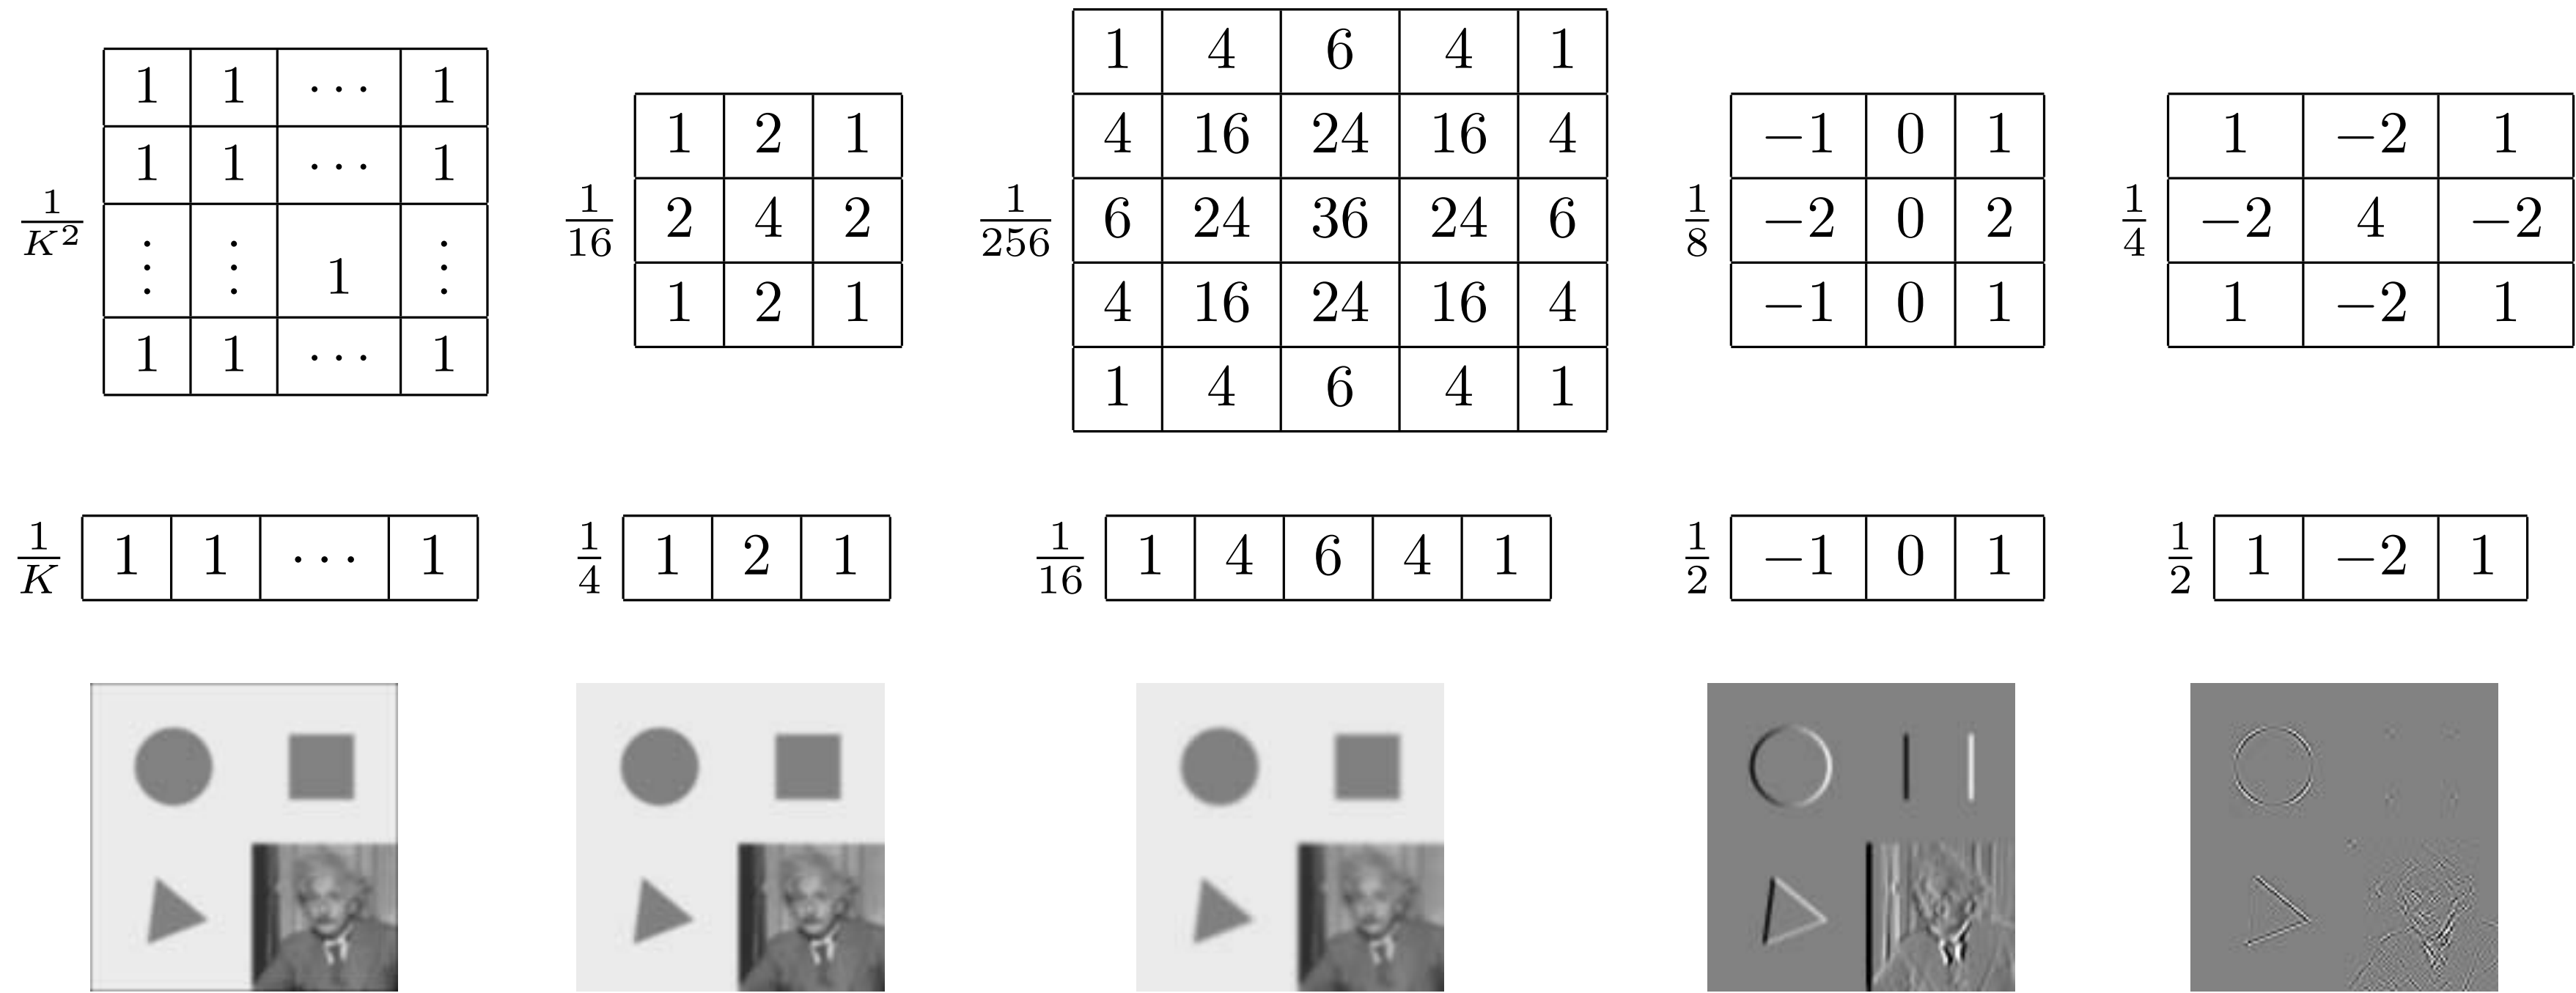 1/K² 1 1 ⋯ 1
1 1 ⋯ 1
⋮ ⋮ 1 ⋮
1 1 ⋯ 1
1/16 1 2 1
2 4 2
1 2 1
1/256 1 4 6 4 1
4 16 24 16 4
6 24 36 24 6
4 16 24 16 4
1 4 6 4 1
1/8 −1 0 1
−2 0 2
−1 0 1
1/4 1 −2 1
−2 4 −2
1 −2 1
1/K 1 1 ⋯ 1
1/4 1 2 1
1/16 1 4 6 4 1
1/2 −1 0 1
1/2 1 −2 1